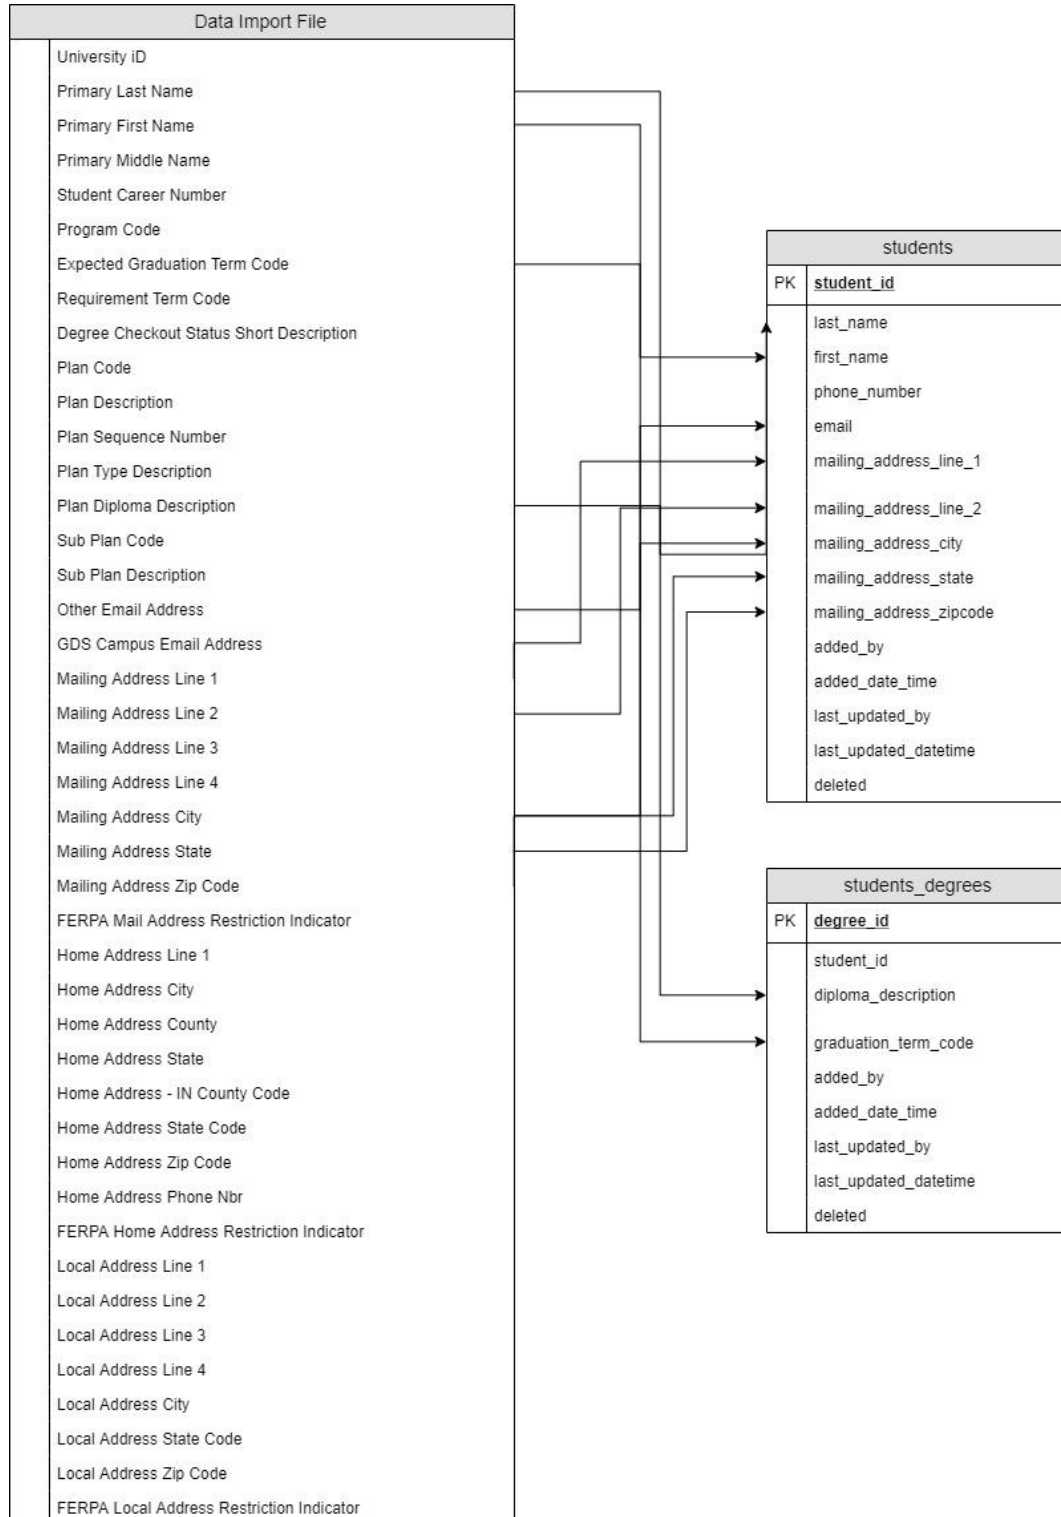 Data Import File
University iD
Primary Last Name
Primary First Name
Primary Middle Name
Student Career Number
Program Code
Expected Graduation Term Code
Requirement Term Code
Degree Checkout Status Short Description
Plan Code
Plan Description
Plan Sequence Number
Plan Type Description
Plan Diploma Description
Sub Plan Code
Sub Plan Description
Other Email Address
GDS Campus Email Address
Mailing Address Line 1
Mailing Address Line 2
Mailing Address Line 3
Mailing Address Line 4
Mailing Address City
Mailing Address State
Mailing Address Zip Code
FERPA Mail Address Restriction Indicator
Home Address Line 1
Home Address City
Home Address County
Home Address State
Home Address - IN County Code
Home Address State Code
Home Address Zip Code
Home Address Phone Nbr
FERPA Home Address Restriction Indicator
Local Address Line 1
Local Address Line 2
Local Address Line 3
Local Address Line 4
Local Address City
Local Address State Code
Local Address Zip Code
FERPA Local Address Restriction Indicator
students
PK student_id
last_name
first_name
phone_number
email
mailing_address_line_1
mailing_address_line_2
mailing_address_city
mailing_address_state
mailing_address_zipcode
added_by
added_date_time
last_updated_by
last_updated_datetime
deleted
students_degrees
PK degree_id
student_id
diploma_description
graduation_term_code
added_by
added_date_time
last_updated_by
last_updated_datetime
deleted